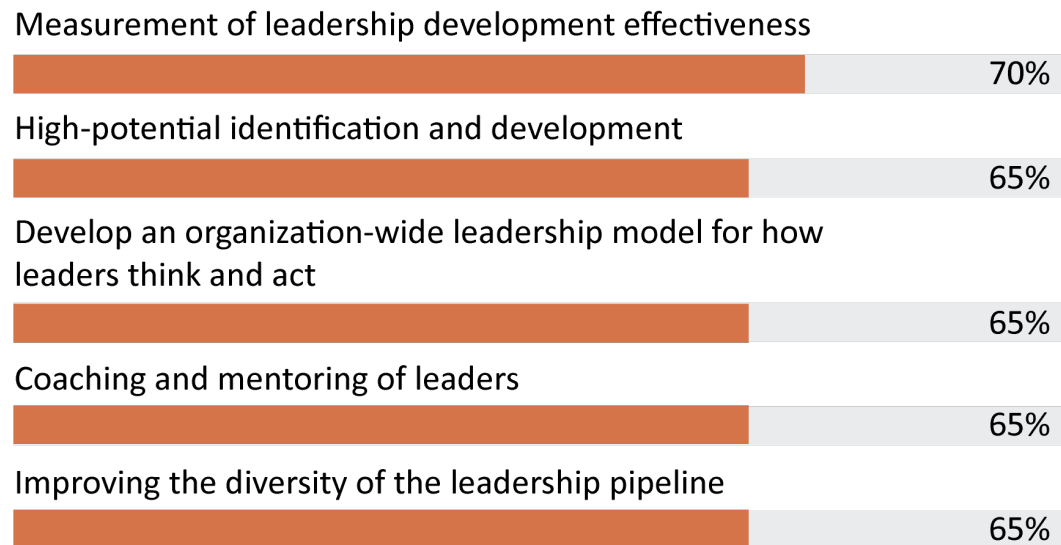 Measurement of leadership development effectiveness
70%
High-potential identification and development
65%
Develop an organization-wide leadership model for how
leaders think and act
65%
Coaching and mentoring of leaders
65%
Improving the diversity of the leadership pipeline
65%